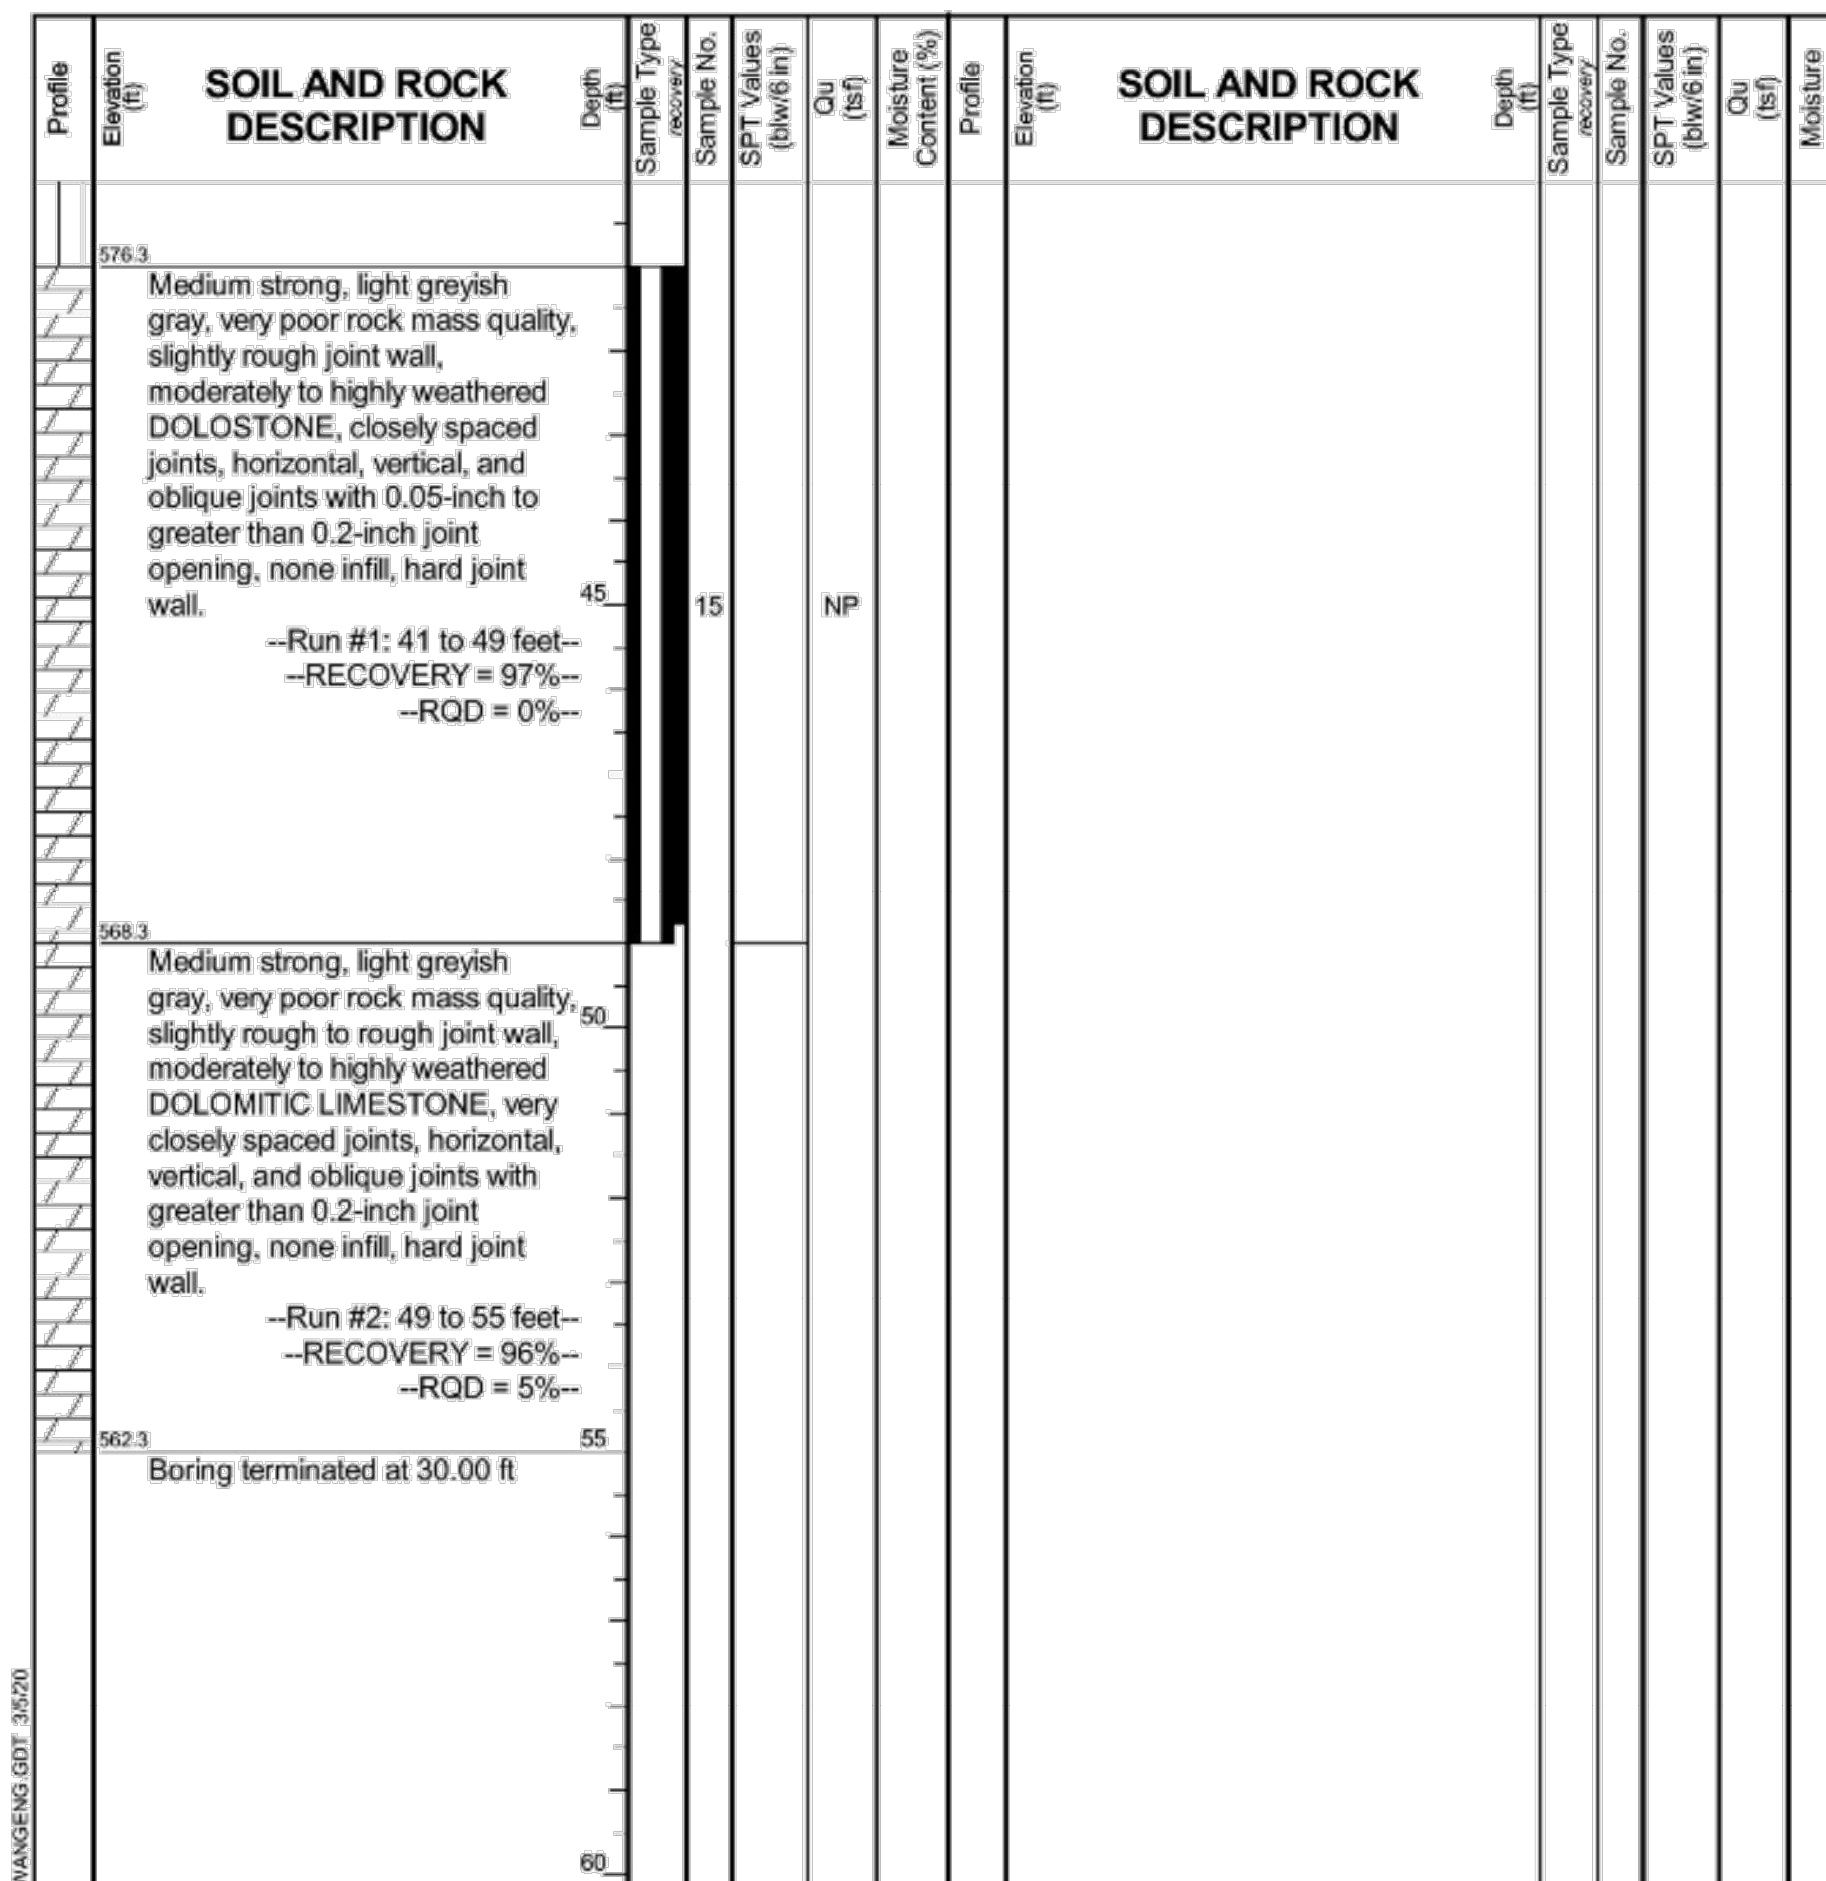 Profile
Elevation
(ft)
SOIL AND ROCK
DESCRIPTION
Depth
(ft)
Sample Type
recovery
Sample No.
SPT Values
(blw/6 in)
Qu
(tsf)
Moisture
Content (%)
Profile
Elevation
(ft)
SOIL AND ROCK
DESCRIPTION
Depth
(ft)
Sample Type
recovery
Sample No.
SPT Values
(blw/6 in)
Qu
(tsf)
Moisture
576.3
Medium strong, light greyish
gray, very poor rock mass quality,
slightly rough joint wall,
moderately to highly weathered
DOLOSTONE, closely spaced
joints, horizontal, vertical, and
oblique joints with 0.05-inch to
greater than 0.2-inch joint
opening, none infill, hard joint
wall.
45
15
NP
--Run #1: 41 to 49 feet--
--RECOVERY = 97%--
--RQD = 0%--
568.3
Medium strong, light greyish
gray, very poor rock mass quality,
50
slightly rough to rough joint wall,
moderately to highly weathered
DOLOMITIC LIMESTONE, very
closely spaced joints, horizontal,
vertical, and oblique joints with
greater than 0.2-inch joint
opening, none infill, hard joint
wall.
--Run #2: 49 to 55 feet--
--RECOVERY = 96%--
--RQD = 5%--
562.3
55
Boring terminated at 30.00 ft
60
WANGENG.GDT 3/5/20